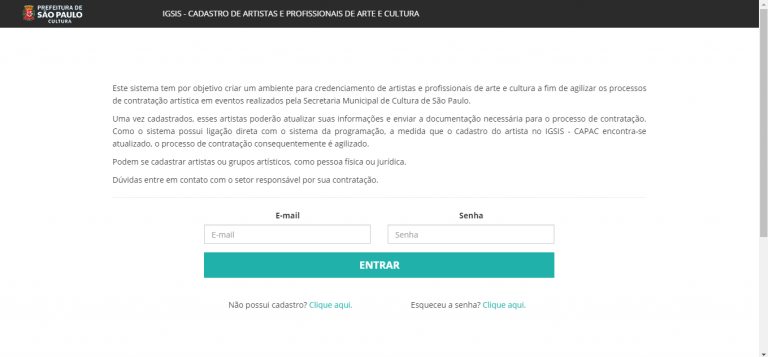 PREFEITURA DE
SÃO PAULO
CULTURA
IGSIS - CADASTRO DE ARTISTAS E PROFISSIONAIS DE ARTE E CULTURA
Este sistema tem por objetivo criar um ambiente para credenciamento de artistas e profissionais de arte e cultura a fim de agilizar os processos
de contratação artística em eventos realizados pela Secretaria Municipal de Cultura de São Paulo.
Uma vez cadastrados, esses artistas poderão atualizar suas informações e enviar a documentação necessária para o processo de contratação.
Como o sistema possui ligação direta com o sistema da programação, a medida que o cadastro do artista no IGSIS - CAPAC encontra-se
atualizado, o processo de contratação consequentemente é agilizado.
Podem se cadastrar artistas ou grupos artísticos, como pessoa física ou jurídica.
Dúvidas entre em contato com o setor responsável por sua contratação.
E-mail Senha
E-mail Senha
ENTRAR
Não possui cadastro? Clique aqui. Esqueceu a senha? Clique aqui.